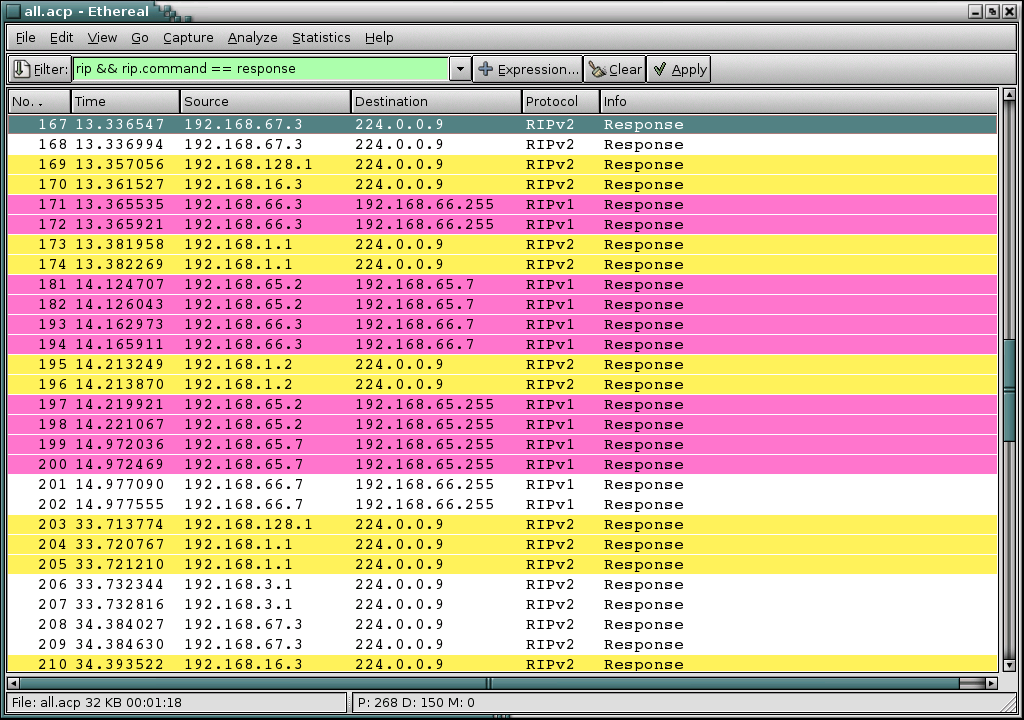 all.acp - Ethereal
File Edit View Go Capture Analyze Statistics Help
Filter: rip && rip.command == response Expression... Clear Apply
No. . Time Source Destination Protocol Info
167 13.336547 192.168.67.3 224.0.0.9 RIPv2 Response
168 13.336994 192.168.67.3 224.0.0.9 RIPv2 Response
169 13.357056 192.168.128.1 224.0.0.9 RIPv2 Response
170 13.361527 192.168.16.3 224.0.0.9 RIPv2 Response
171 13.365535 192.168.66.3 192.168.66.255 RIPv1 Response
172 13.365921 192.168.66.3 192.168.66.255 RIPv1 Response
173 13.381958 192.168.1.1 224.0.0.9 RIPv2 Response
174 13.382269 192.168.1.1 224.0.0.9 RIPv2 Response
181 14.124707 192.168.65.2 192.168.65.7 RIPv1 Response
182 14.126043 192.168.65.2 192.168.65.7 RIPv1 Response
193 14.162973 192.168.66.3 192.168.66.7 RIPv1 Response
194 14.165911 192.168.66.3 192.168.66.7 RIPv1 Response
195 14.213249 192.168.1.2 224.0.0.9 RIPv2 Response
196 14.213870 192.168.1.2 224.0.0.9 RIPv2 Response
197 14.219921 192.168.65.2 192.168.65.255 RIPv1 Response
198 14.221067 192.168.65.2 192.168.65.255 RIPv1 Response
199 14.972036 192.168.65.7 192.168.65.255 RIPv1 Response
200 14.972469 192.168.65.7 192.168.65.255 RIPv1 Response
201 14.977090 192.168.66.7 192.168.66.255 RIPv1 Response
202 14.977555 192.168.66.7 192.168.66.255 RIPv1 Response
203 33.713774 192.168.128.1 224.0.0.9 RIPv2 Response
204 33.720767 192.168.1.1 224.0.0.9 RIPv2 Response
205 33.721210 192.168.1.1 224.0.0.9 RIPv2 Response
206 33.732344 192.168.3.1 224.0.0.9 RIPv2 Response
207 33.732816 192.168.3.1 224.0.0.9 RIPv2 Response
208 34.384027 192.168.67.3 224.0.0.9 RIPv2 Response
209 34.384630 192.168.67.3 224.0.0.9 RIPv2 Response
210 34.393522 192.168.16.3 224.0.0.9 RIPv2 Response
File: all.acp 32 KB 00:01:18 P: 268 D: 150 M: 0